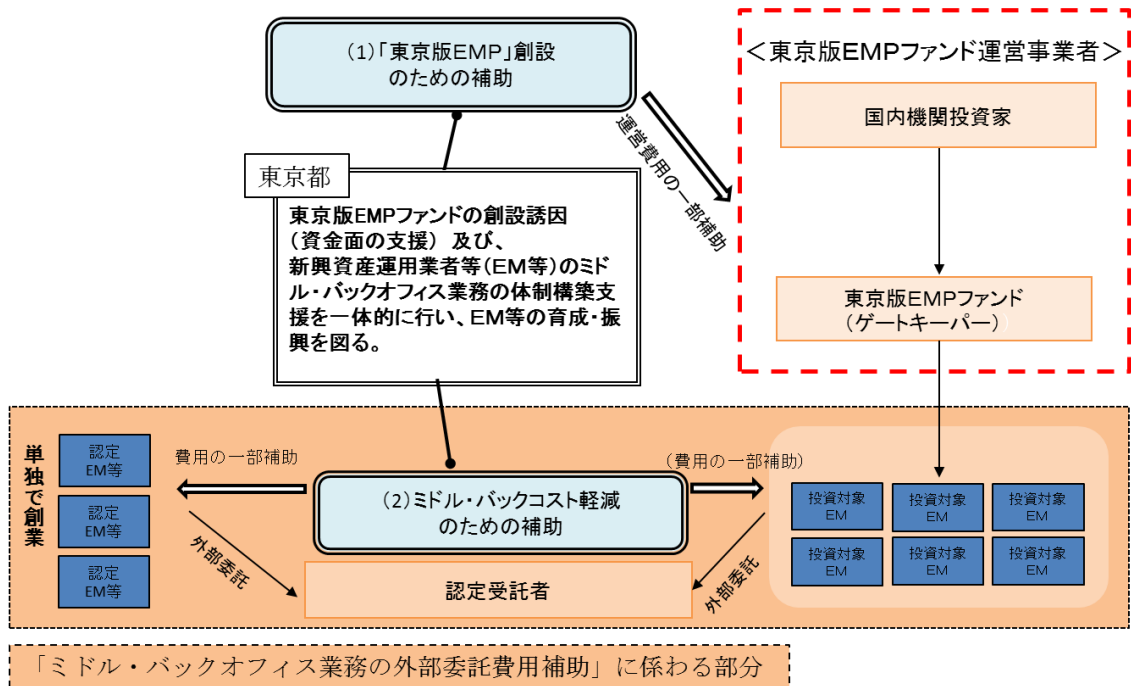 (1)「東京版EMP」創設
のための補助
＜東京版EMPファンド運営事業者＞
国内機関投資家
運営費用の一部補助
東京都
東京版EMPファンドの創設誘因
(資金面の支援) 及び、
新興資産運用業者等(EM等)のミド
ル・バックオフィス業務の体制構築支
援を一体的に行い、EM等の育成・振
興を図る。
東京版EMPファンド
(ゲートキーパー)
単独で創業
認定
EM等
認定
EM等
認定
EM等
費用の一部補助
(2)ミドル・バックコスト軽減
のための補助
(費用の一部補助)
外部委託
認定受託者
外部委託
投資対象
EM
投資対象
EM
投資対象
EM
投資対象
EM
投資対象
EM
投資対象
EM
「ミドル・バックオフィス業務の外部委託費用補助」に係わる部分